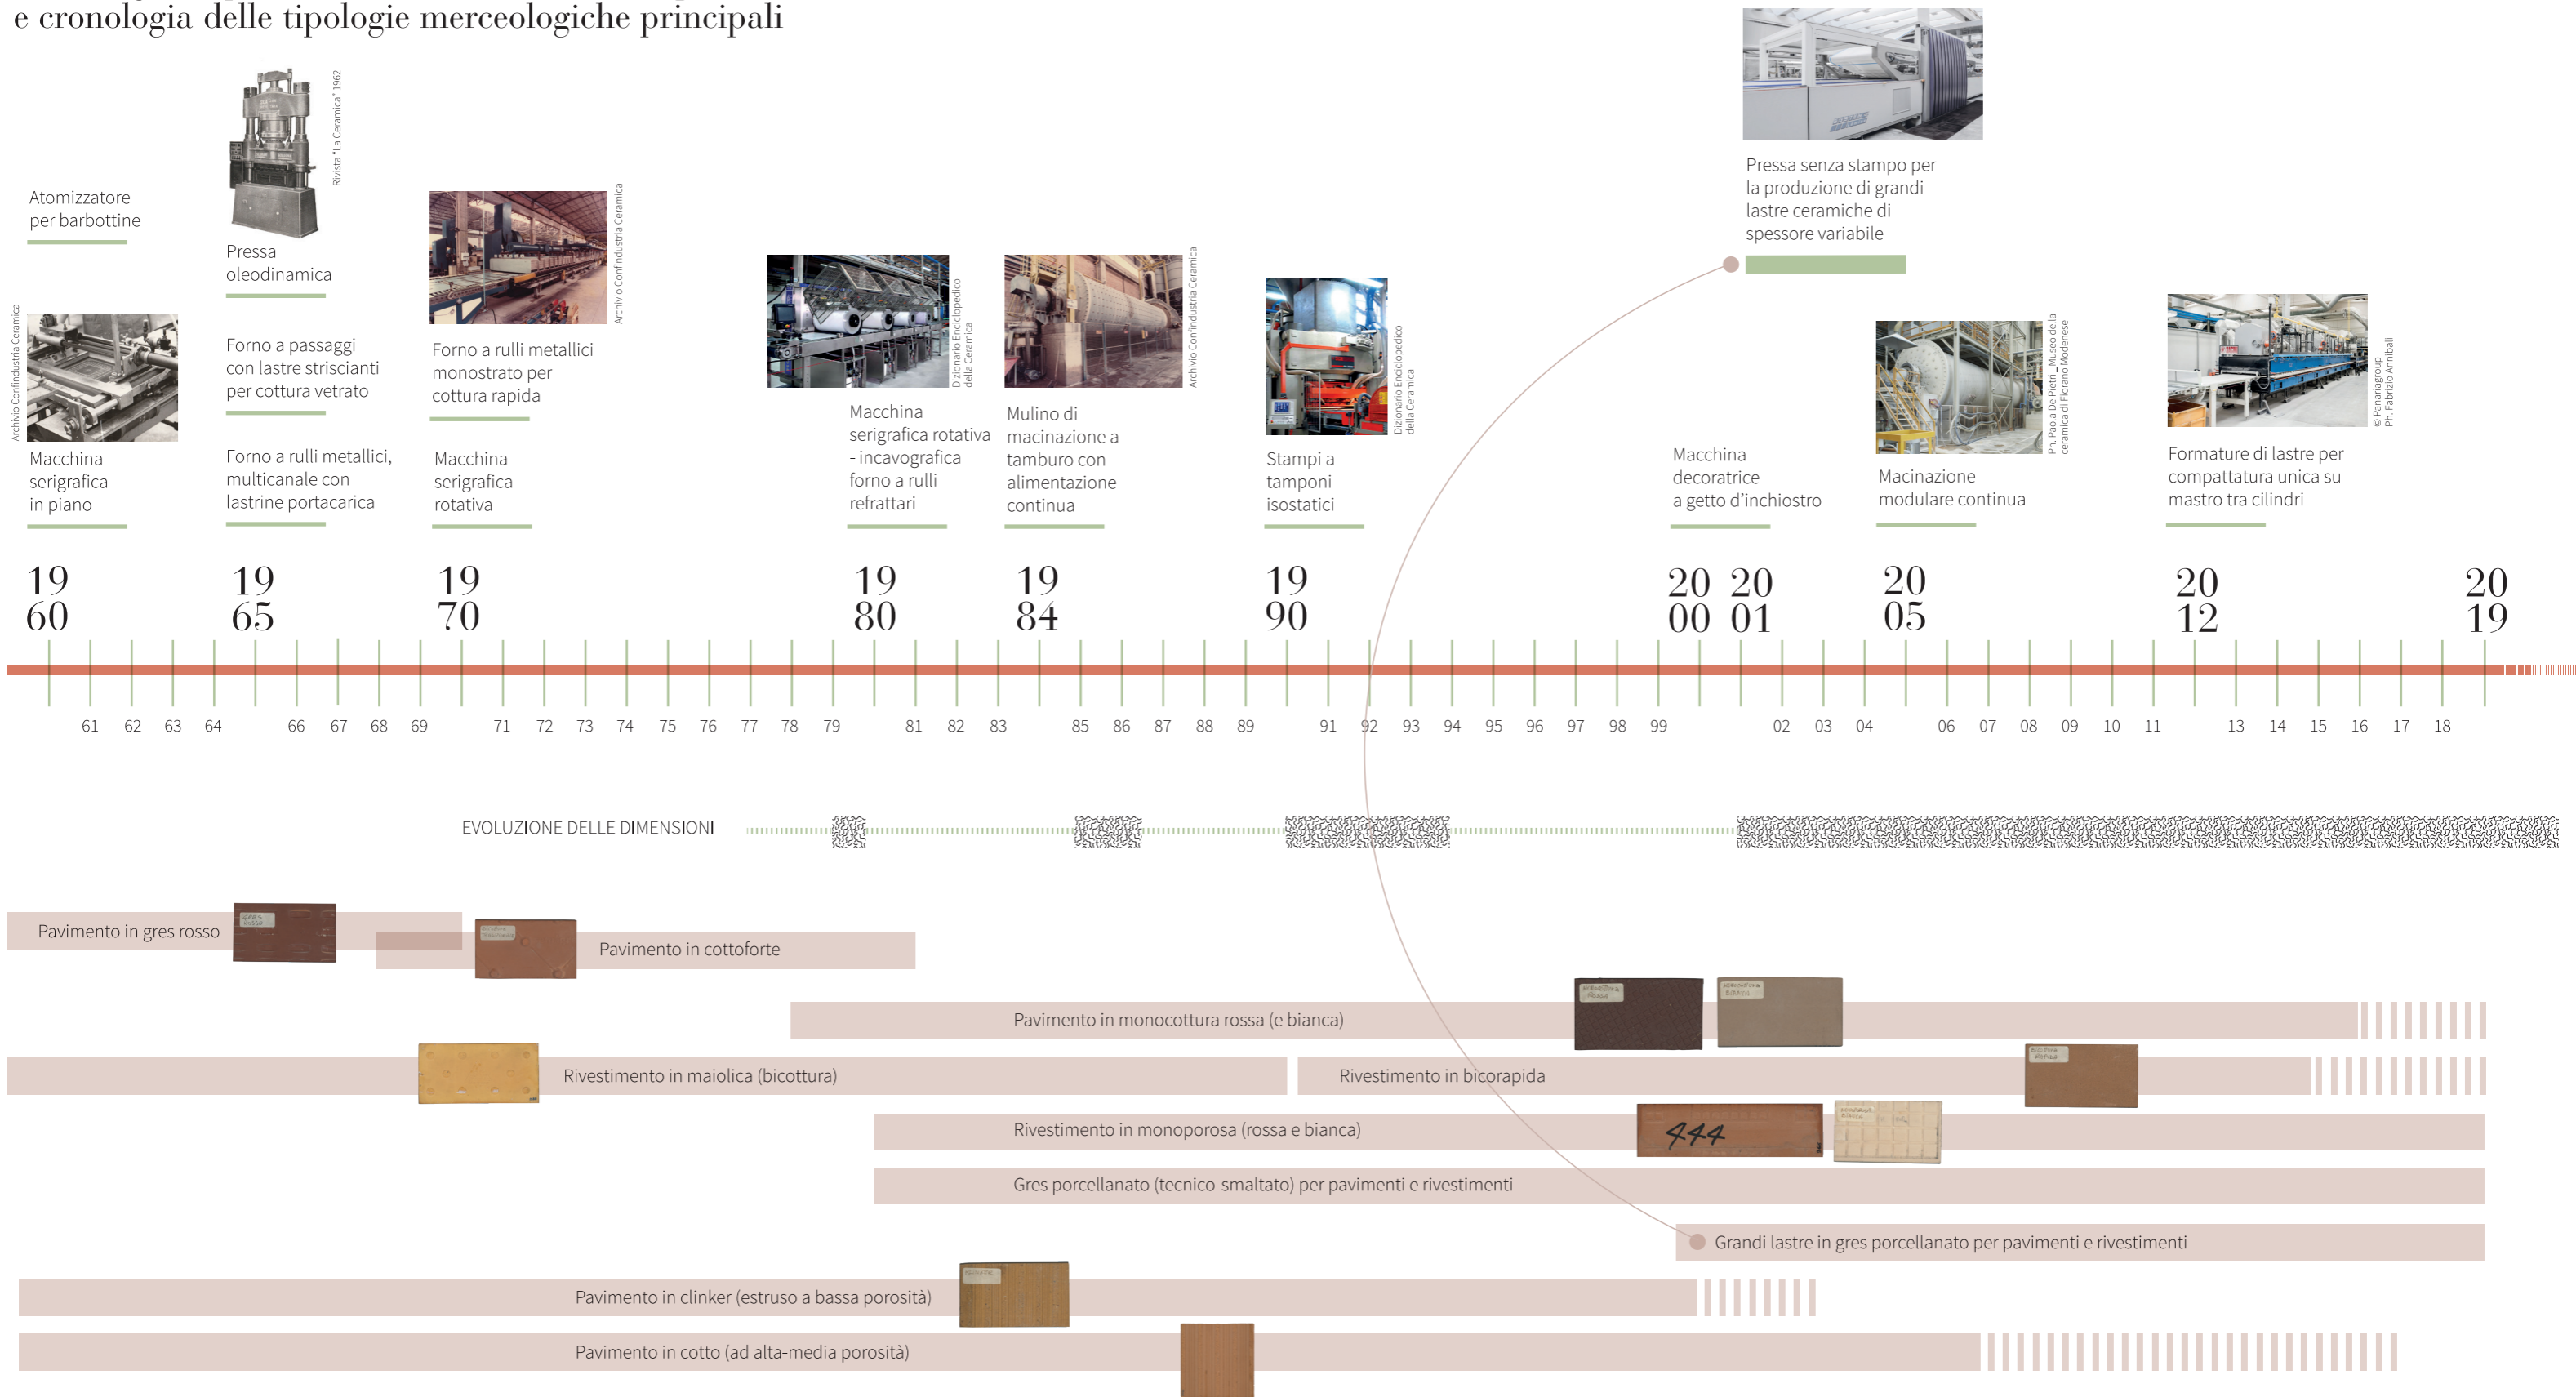 e cronologia delle tipologie merceologiche principali
Atomizzatore
per barbottine
Archivio Confindustria Ceramica
Macchina
serigrafica
in piano
Rivista "La Ceramica" 1962
Pressa
oleodinamica
Forno a passaggi
con lastre striscianti
per cottura vetrato
Forno a rulli metallici,
multicanale con
lastrine portacarica
Archivio Confindustria Ceramica
Forno a rulli metallici
monostrato per
cottura rapida
Macchina
serigrafica
rotativa
Dizionario Enciclopedico
della Ceramica
Macchina
serigrafica rotativa
- incavografica
forno a rulli
refrattari
Archivio Confindustria Ceramica
Mulino di
macinazione a
tamburo con
alimentazione
continua
Dizionario Enciclopedico
della Ceramica
Stampi a
tamponi
isostatici
Pressa senza stampo per
la produzione di grandi
lastre ceramiche di
spessore variabile
Macchina
decoratrice
a getto d'inchiostro
Ph. Paola De Pietri_Museo della
ceramica di Fiorano Modenese
Macinazione
modulare continua
© Panariagroup
Ph. Fabrizio Annibali
Formature di lastre per
compattatura unica su
mastro tra cilindri
19 19 19 19 19 19 20 20 20 20 20
60 65 70 80 84 90 00 01 05 12 19
61 62 63 64 66 67 68 69 71 72 73 74 75 76 77 78 79 81 82 83 85 86 87 88 89 91 92 93 94 95 96 97 98 99 02 03 04 06 07 08 09 10 11 13 14 15 16 17 18
EVOLUZIONE DELLE DIMENSIONI
Pavimento in gres rosso
Pavimento in cottoforte
Pavimento in monocottura rossa (e bianca)
Rivestimento in maiolica (bicottura)
Rivestimento in bicorapida
Rivestimento in monoporosa (rossa e bianca)
444
Gres porcellanato (tecnico-smaltato) per pavimenti e rivestimenti
Grandi lastre in gres porcellanato per pavimenti e rivestimenti
Pavimento in clinker (estruso a bassa porosità)
Pavimento in cotto (ad alta-media porosità)